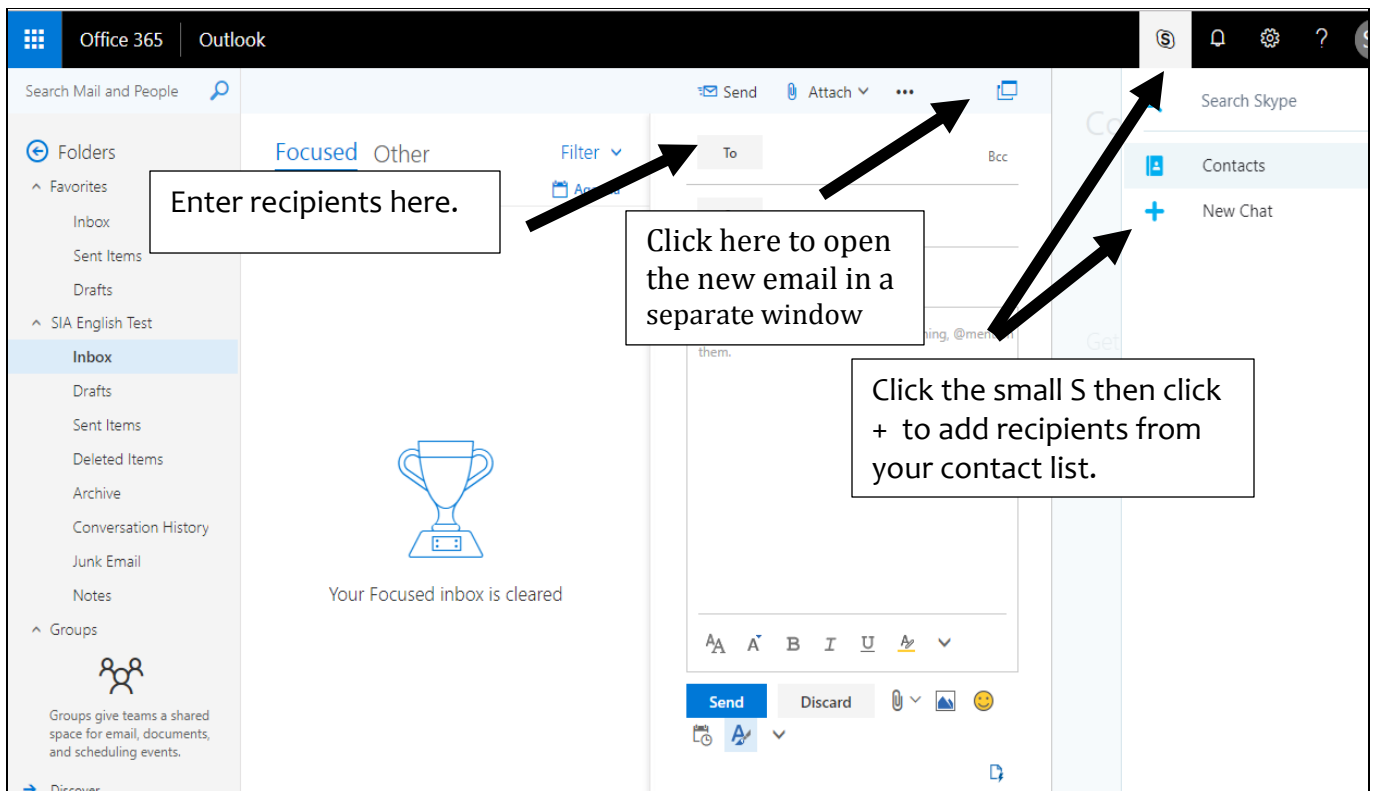 Office 365 Outlook
Search Mail and People
Send Attach
Search Skype
Folders
Focused Other Filter
To
Bcc
Contacts
Favorites
Enter recipients here.
New Chat
Inbox
Sent Items
Drafts
Click here to open
the new email in a
separate window
SIA English Test
them.
Get
Inbox
Drafts
Sent Items
Deleted Items
Archive
Conversation History
Junk Email
Notes
Click the small S then click
+ to add recipients from
your contact list.
Your Focused inbox is cleared
Groups
Groups give teams a shared
space for email, documents,
and scheduling events.
AA A B I U A
Send Discard
Discover